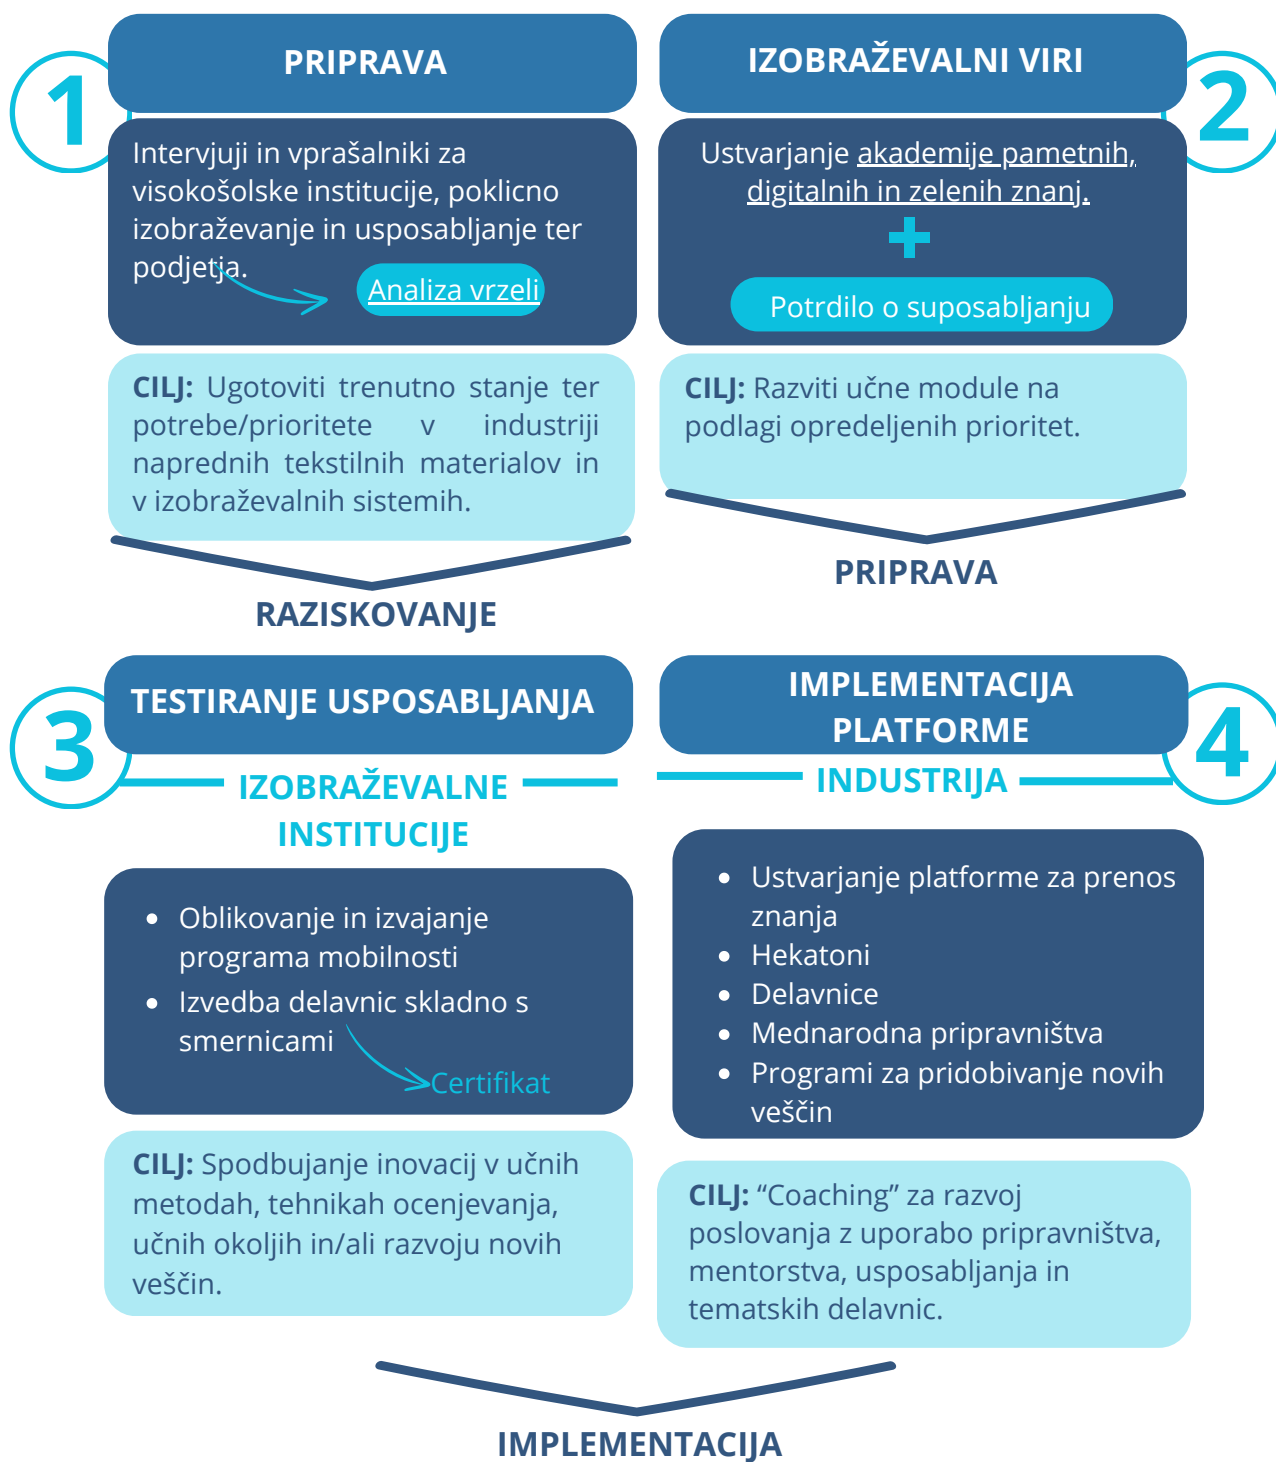 1
PRIPRAVA
Intervjuji in vprašalniki za
visokošolske institucije, poklicno
izobraževanje in usposabljanje ter
podjetja.
Analiza vrzeli
CILJ: Ugotoviti trenutno stanje ter
potrebe/prioritete v industriji
naprednih tekstilnih materialov in
v izobraževalnih sistemih.
RAZISKOVANJE
2
IZOBRAŽEVALNI VIRI
Ustvarjanje akademije pametnih,
digitalnih in zelenih znanj.
Potrdilo o suposabljanju
CILJ: Razviti učne module na
podlagi opredeljenih prioritet.
PRIPRAVA
3
TESTIRANJE USPOSABLJANJA
IZOBRAŽEVALNE
INSTITUCIJE
• Oblikovanje in izvajanje
programa mobilnosti
• Izvedba delavnic skladno s
smernicami
Certifikat
CILJ: Spodbujanje inovacij v učnih
metodah, tehnikah ocenjevanja,
učnih okoljih in/ali razvoju novih
veščin.
4
IMPLEMENTACIJA
PLATFORME
INDUSTRIJA
• Ustvarjanje platforme za prenos
znanja
• Hekatoni
• Delavnice
• Mednarodna pripravništva
• Programi za pridobivanje novih
veščin
CILJ: “Coaching” za razvoj
poslovanja z uporabo pripravništva,
mentorstva, usposabljanja in
tematskih delavnic.
IMPLEMENTACIJA